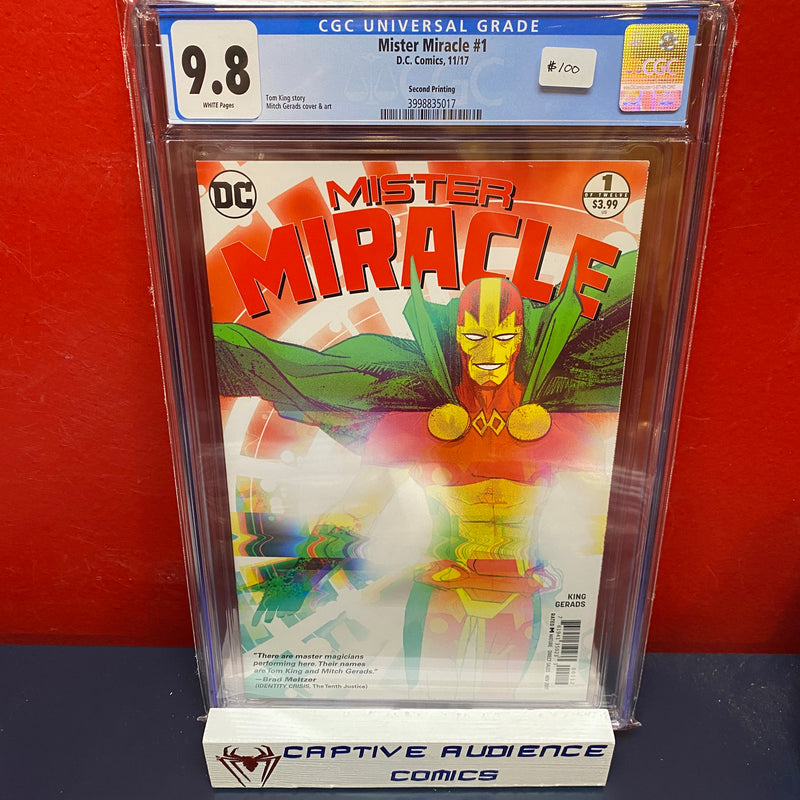 CGC UNIVERSAL GRADE
9.8
WHITE Pages
Mister Miracle #1
D.C. Comics, 11/17
$100
Second Printing
Tom King story
Mitch Gerads cover & art
3998835017
CGC
DC
MISTER
MIRACLE
1
OF TWELVE
$3.99
US
KING
GERADS
"There are master magicians
performing here. Their names
are Tom King and Mitch Gerads."
—Brad Meltzer
(IDENTITY CRISIS, The Tenth Justice)
CAPTIVE AUDIENCE
COMICS